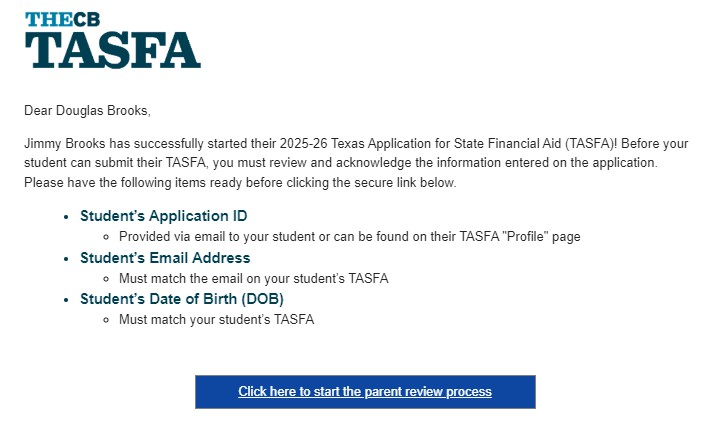 THECB
TASFA
Dear Douglas Brooks,
Jimmy Brooks has successfully started their 2025-26 Texas Application for State Financial Aid (TASFA)! Before your
student can submit their TASFA, you must review and acknowledge the information entered on the application.
Please have the following items ready before clicking the secure link below.
• Student’s Application ID
◦ Provided via email to your student or can be found on their TASFA "Profile" page
• Student’s Email Address
◦ Must match the email on your student’s TASFA
• Student’s Date of Birth (DOB)
◦ Must match your student’s TASFA
Click here to start the parent review process